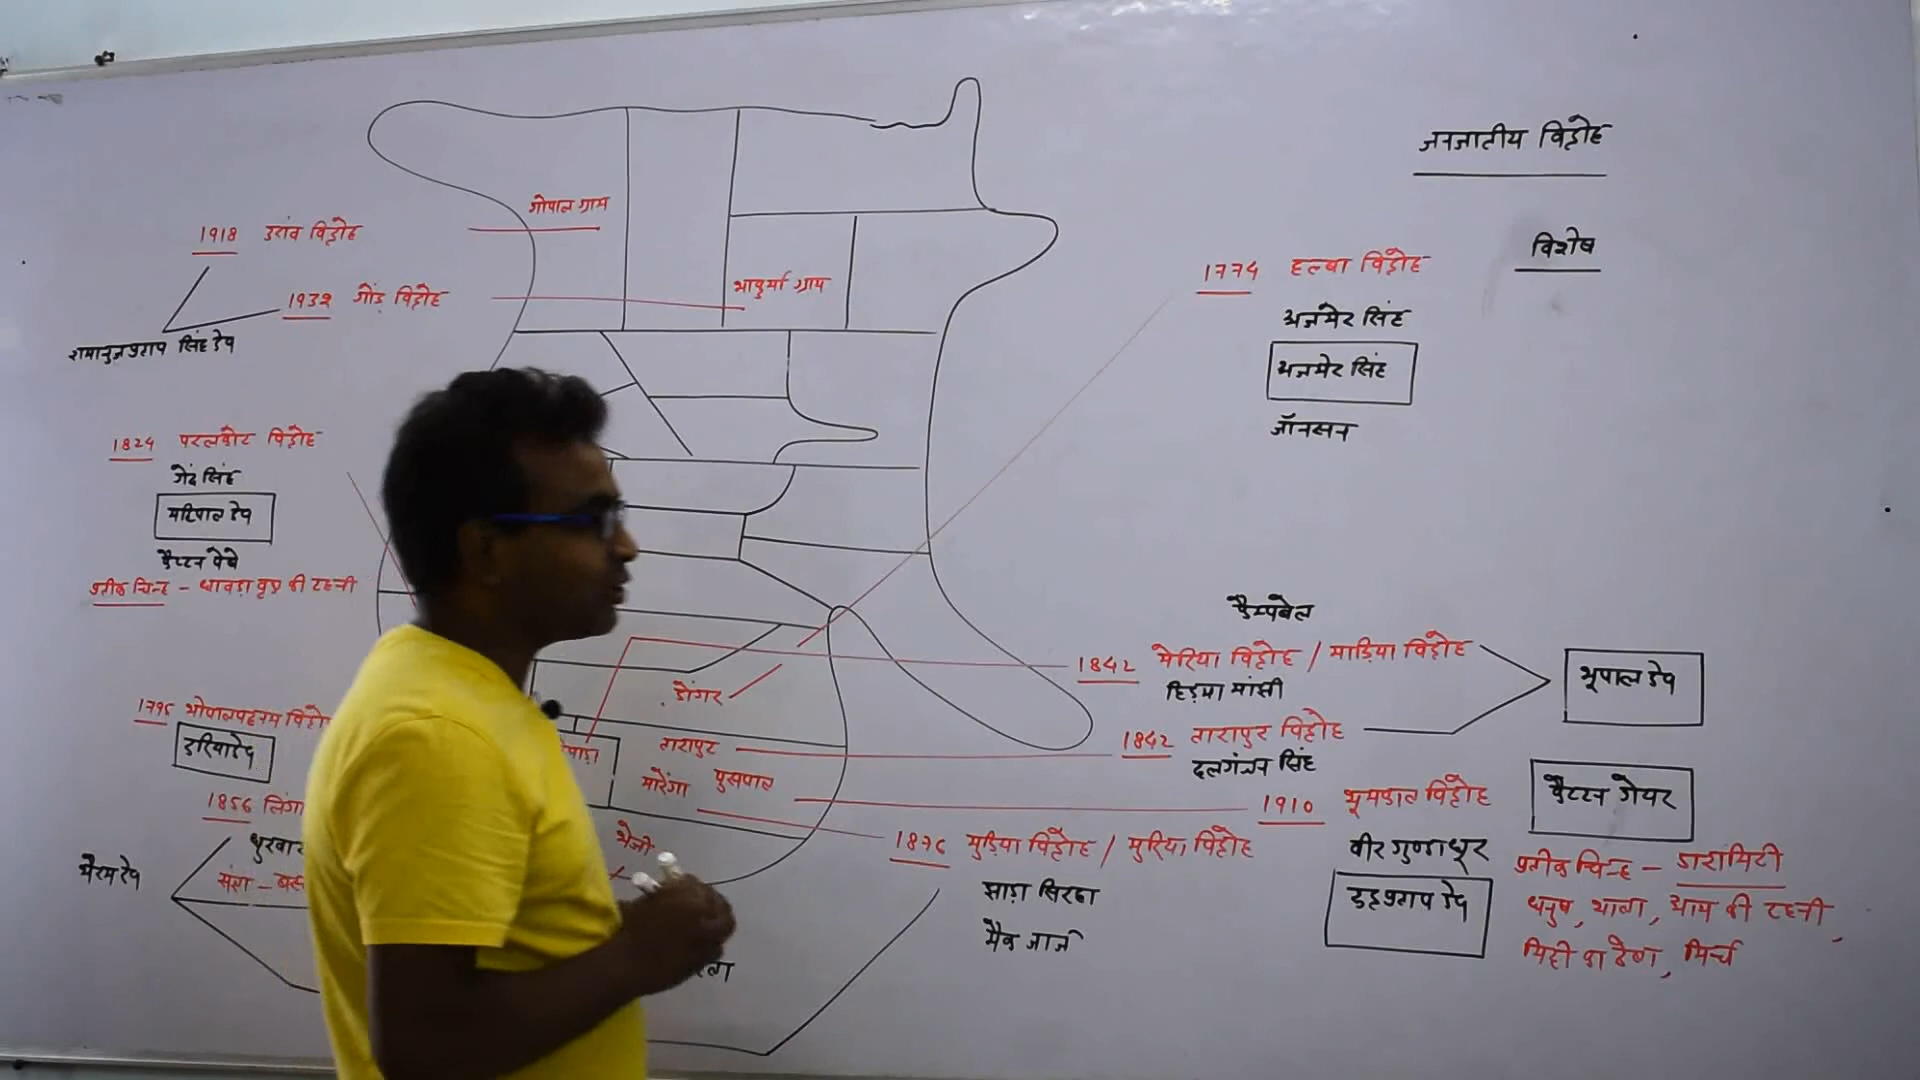 जनजातीय विद्रोह
विशेष
गोपाल ग्राम
1918 उरांव विद्रोह
भाडुर्मा ग्राम
1932 गोंड विद्रोह
रामानुजप्रताप सिंह देव
1774 हल्बा विद्रोह
अजमेर सिंह
अजमेर सिंह
जॉनसन
1824 परलकोट विद्रोह
गेंद सिंह
महिपाल देव
कैप्टन पेबे
प्रतीक चिन्ह - धावड़ा वृक्ष की टहनी
1795 भोपालपट्टनम विद्रो
दरियादेव
1856 लिंगा
धुरवा
भैरमदेव
डोंगर
तारापुर
मारेंगा पुसपाल
भेजी
कैम्पबेल
1842 मेरिया विद्रोह / माड़िया विद्रोह
हिड़मा मांझी
भूपाल देव
1842 तारापुर विद्रोह
दलगंजन सिंह
1910 भूमकाल विद्रोह
कैप्टन गेयर
वीर गुण्डाधूर
रुद्रप्रताप देव
प्रतीक चिन्ह - डारामिटी
धनुष, भाला, आम की टहनी,
मिट्टी का ढेला, मिर्च
1876 मुड़िया विद्रोह / मुरिया विद्रोह
झाड़ा सिरहा
मैक जार्ज